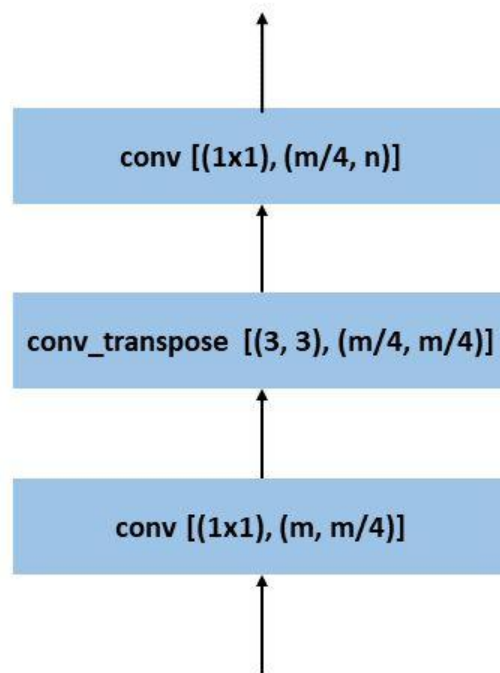 conv [(1x1), (m/4, n)]
conv_transpose [(3, 3), (m/4, m/4)]
conv [(1x1), (m, m/4)]